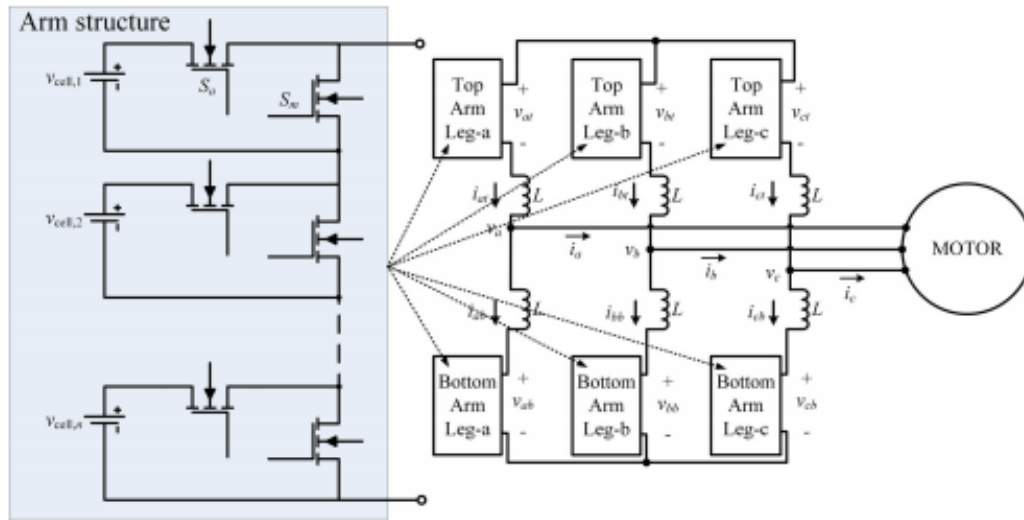 Arm structure
v_cell,1
S_a
S_m
v_cell,2
v_cell,n
Top
Arm
Leg-a
+
v_at
-
Top
Arm
Leg-b
+
v_bt
-
Top
Arm
Leg-c
+
v_ct
-
i_at
L
i_bt
L
i_ct
L
v_a
i_a
v_b
i_b
v_c
i_c
MOTOR
i_ab
L
i_bb
L
i_cb
L
Bottom
Arm
Leg-a
+
v_ab
-
Bottom
Arm
Leg-b
+
v_bb
-
Bottom
Arm
Leg-c
+
v_cb
-